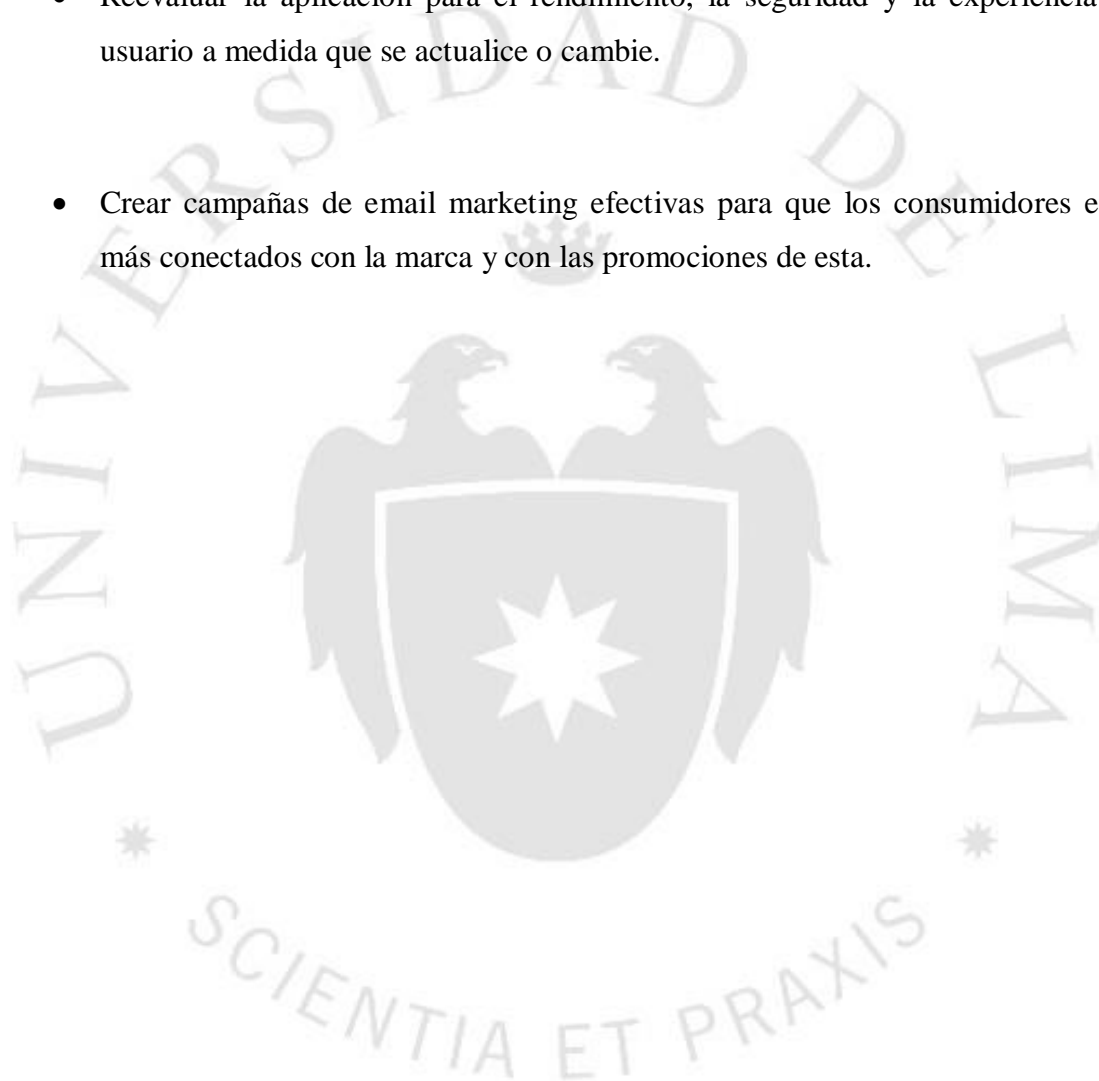 Reevaluar la aplicación para el rendimiento, la seguridad y la experiencia
usuario a medida que se actualice o cambie.
Crear campañas de email marketing efectivas para que los consumidores e
más conectados con la marca y con las promociones de esta.
UNIVERSIDAD DE LIMA
SCIENTIA ET PRAXIS